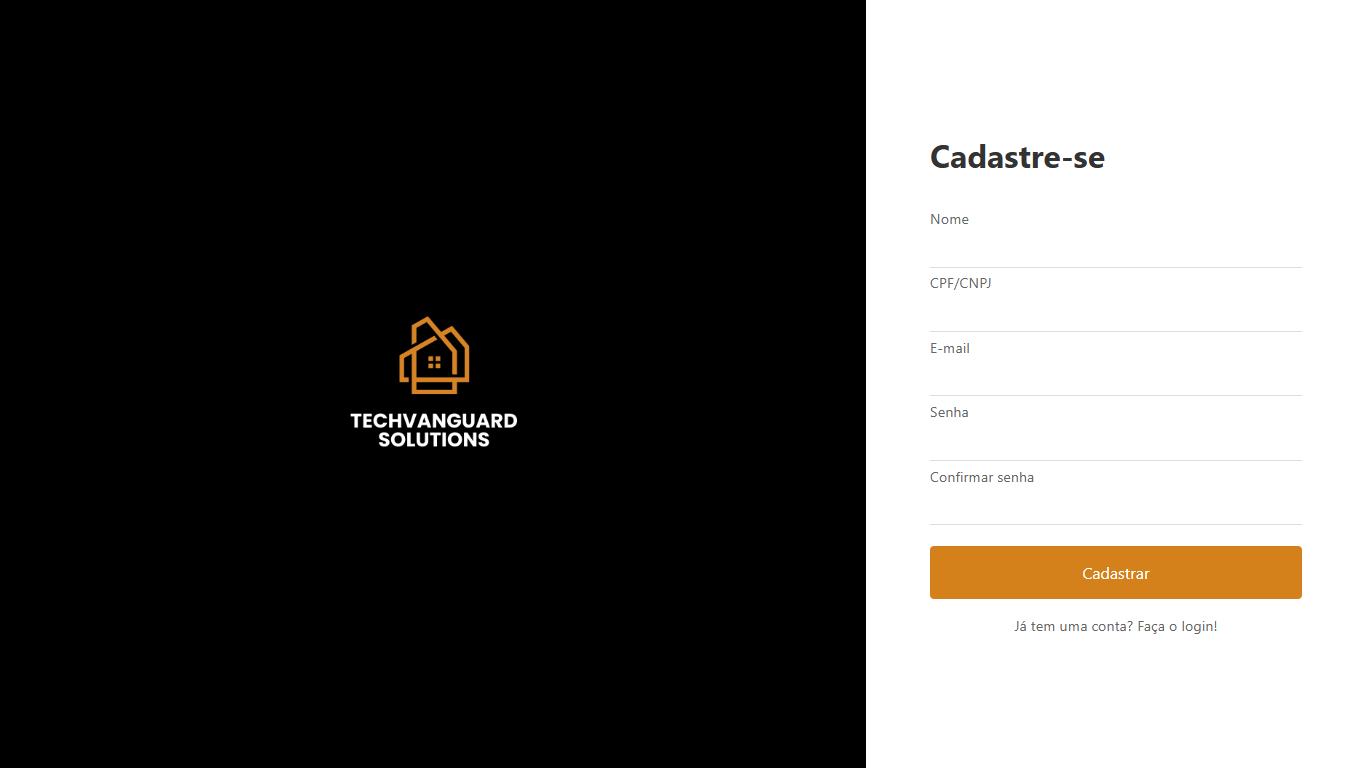 TECHVANGUARD
SOLUTIONS
Cadastre-se
Nome
CPF/CNPJ
E-mail
Senha
Confirmar senha
Cadastrar
Já tem uma conta? Faça o login!